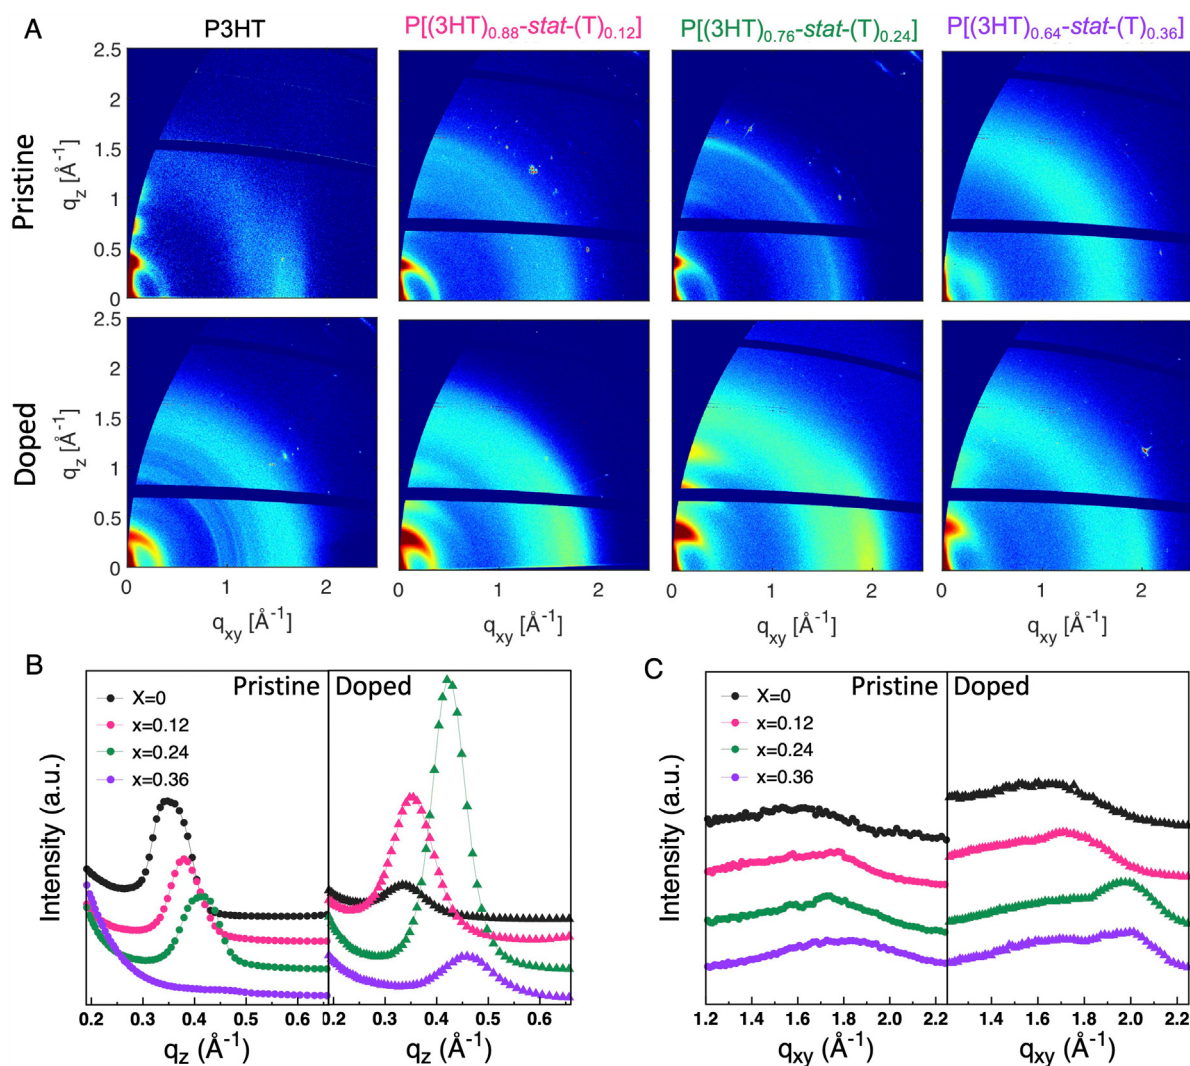 A
P3HT
P[(3HT)0.88-stat-(T)0.12]
P[(3HT)0.76-stat-(T)0.24]
P[(3HT)0.64-stat-(T)0.36]
Pristine
qz [Å-1]
2.5
2
1.5
1
0.5
0
Doped
qz [Å-1]
2.5
2
1.5
1
0.5
0
0 1 2
1 2
1 2
1 2
qxy [Å-1]
qxy [Å-1]
qxy [Å-1]
qxy [Å-1]
B
Intensity (a.u.)
Pristine
Doped
X=0
x=0.12
x=0.24
x=0.36
0.2 0.3 0.4 0.5 0.2 0.3 0.4 0.5 0.6
qz (Å-1)
qz (Å-1)
C
Intensity (a.u.)
Pristine
Doped
X=0
x=0.12
x=0.24
x=0.36
1.2 1.4 1.6 1.8 2.0 2.2 1.4 1.6 1.8 2.0 2.2
qxy (Å-1)
qxy (Å-1)